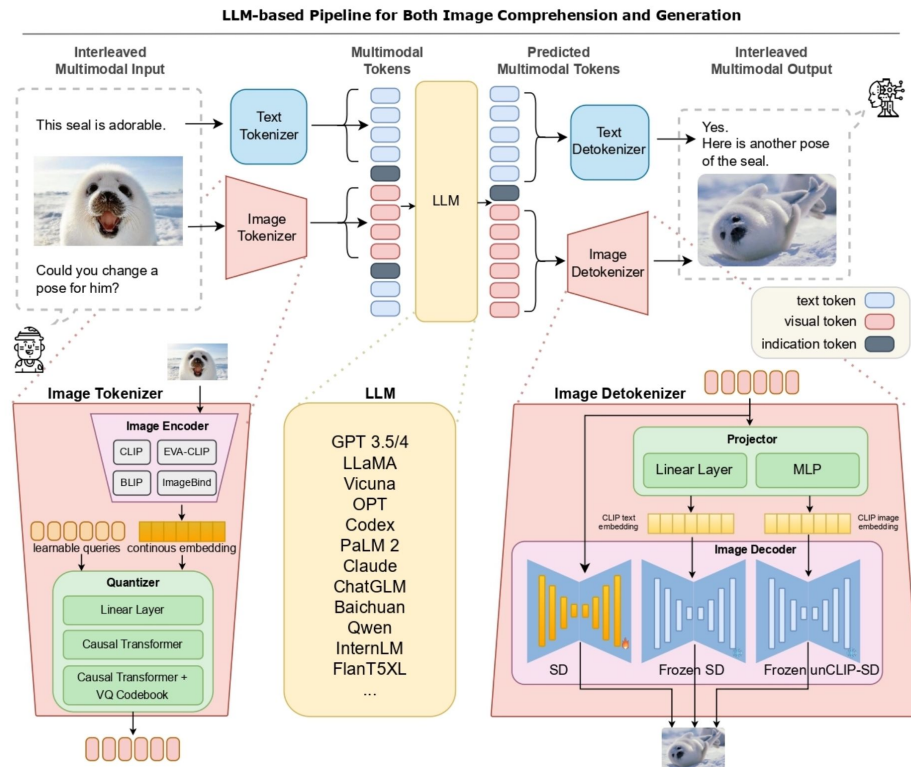 LLM-based Pipeline for Both Image Comprehension and Generation
Interleaved
Multimodal Input
Multimodal
Tokens
Predicted
Multimodal Tokens
Interleaved
Multimodal Output
This seal is adorable.
Could you change a
pose for him?
Text
Tokenizer
Image
Tokenizer
LLM
Text
Detokenizer
Image
Detokenizer
Yes.
Here is another pose
of the seal.
text token
visual token
indication token
Image Tokenizer
Image Encoder
CLIP
EVA-CLIP
BLIP
ImageBind
learnable queries
continous embedding
Quantizer
Linear Layer
Causal Transformer
Causal Transformer +
VQ Codebook
LLM
GPT 3.5/4
LLaMA
Vicuna
OPT
Codex
PaLM 2
Claude
ChatGLM
Baichuan
Qwen
InternLM
FlanT5XL
...
Image Detokenizer
Projector
Linear Layer
MLP
CLIP text
embedding
CLIP image
embedding
Image Decoder
SD
Frozen SD
Frozen unCLIP-SD